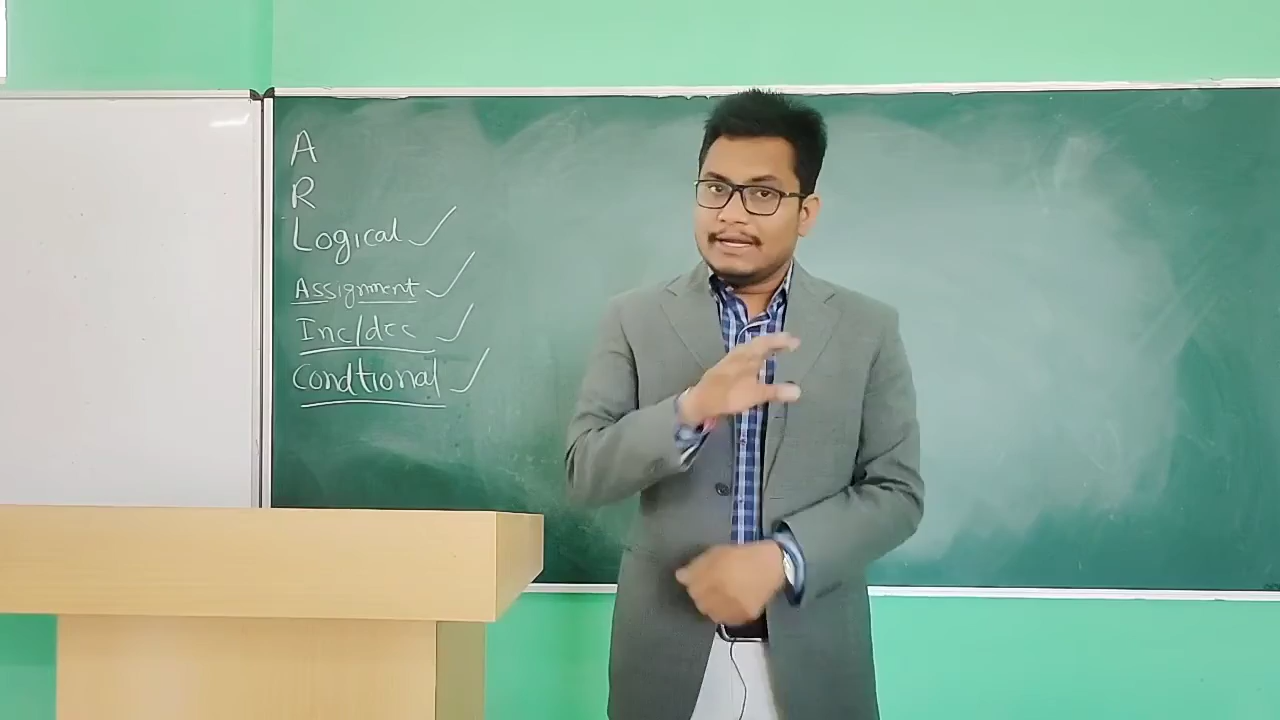 A
R
Logical ✓
Assignment ✓
Inc/dec ✓
Condtional ✓